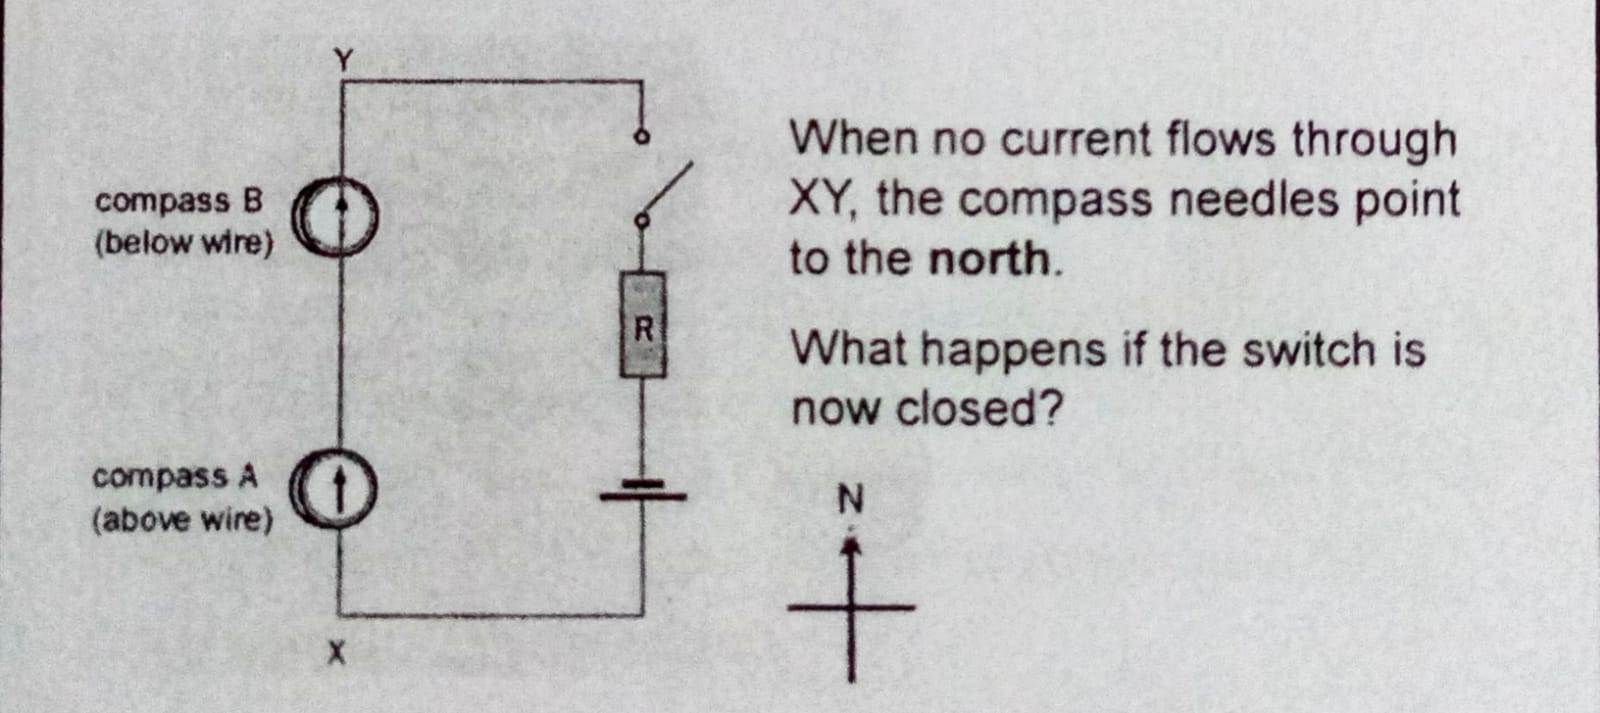 Y
compass B
(below wire)
R
compass A
(above wire)
X
When no current flows through
XY, the compass needles point
to the north.
What happens if the switch is
now closed?
N